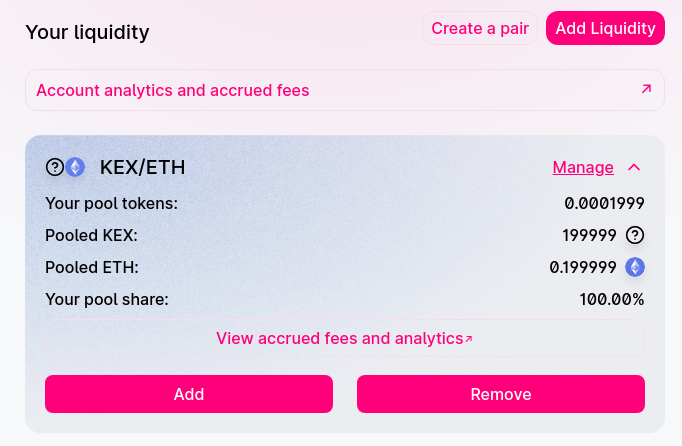 Your liquidity
Create a pair
Add Liquidity
Account analytics and accrued fees ↗
KEX/ETH
Manage
Your pool tokens: 0.0001999
Pooled KEX: 199999
Pooled ETH: 0.199999
Your pool share: 100.00%
View accrued fees and analytics↗
Add
Remove